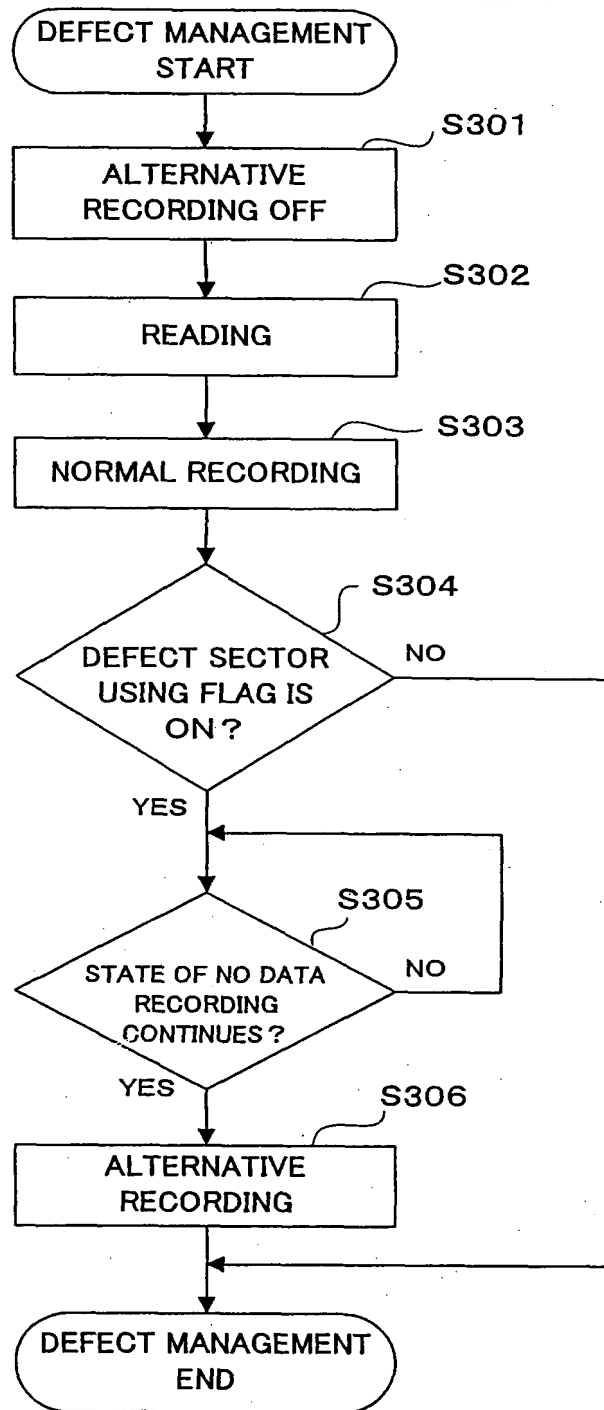 DEFECT MANAGEMENT
START
S301
ALTERNATIVE
RECORDING OFF
S302
READING
S303
NORMAL RECORDING
S304
DEFECT SECTOR
USING FLAG IS
ON?
NO
YES
S305
STATE OF NO DATA
RECORDING
CONTINUES?
NO
YES
S306
ALTERNATIVE
RECORDING
DEFECT MANAGEMENT
END